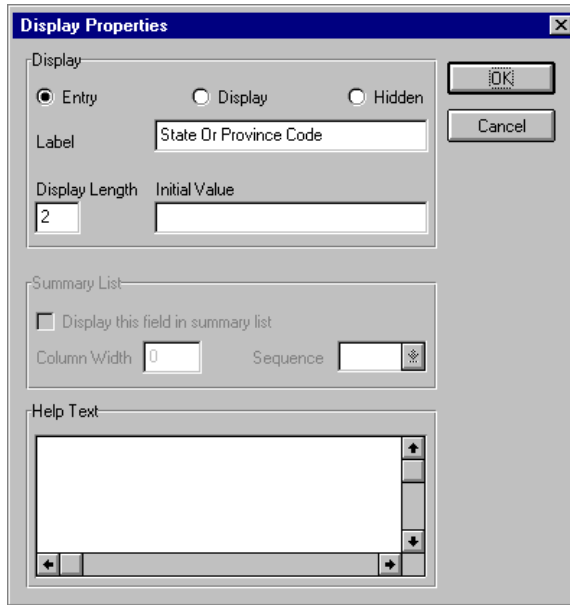 Display Properties
Display
OK
Entry Display Hidden
Cancel
Label State Or Province Code
Display Length Initial Value
2
Summary List
Display this field in summary list
Column Width 0 Sequence
Help Text